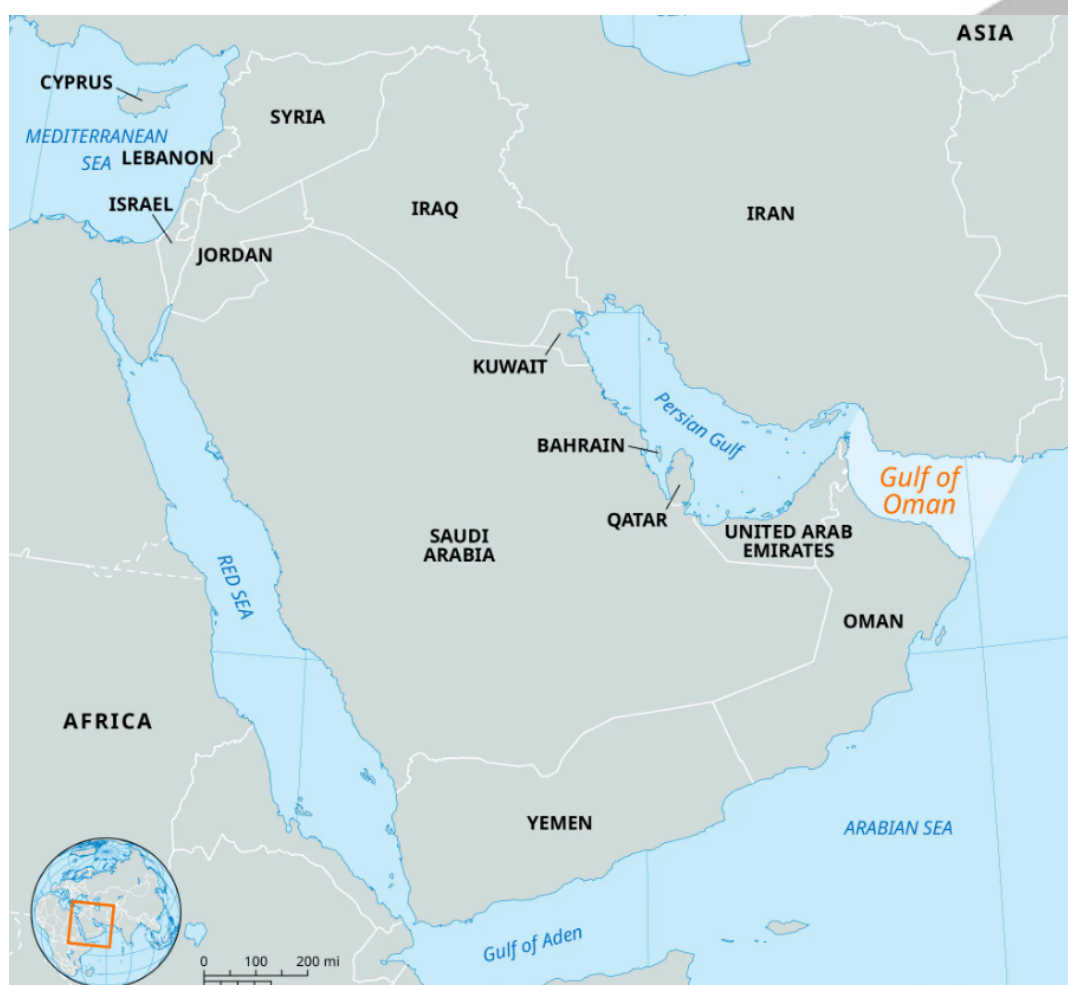 ASIA
CYPRUS
SYRIA
MEDITERRANEAN
SEA
LEBANON
ISRAEL
IRAQ
IRAN
JORDAN
KUWAIT
Persian Gulf
BAHRAIN
Gulf of
Oman
QATAR
SAUDI
ARABIA
UNITED ARAB
EMIRATES
RED SEA
OMAN
AFRICA
YEMEN
ARABIAN SEA
Gulf of Aden
0 100 200 mi